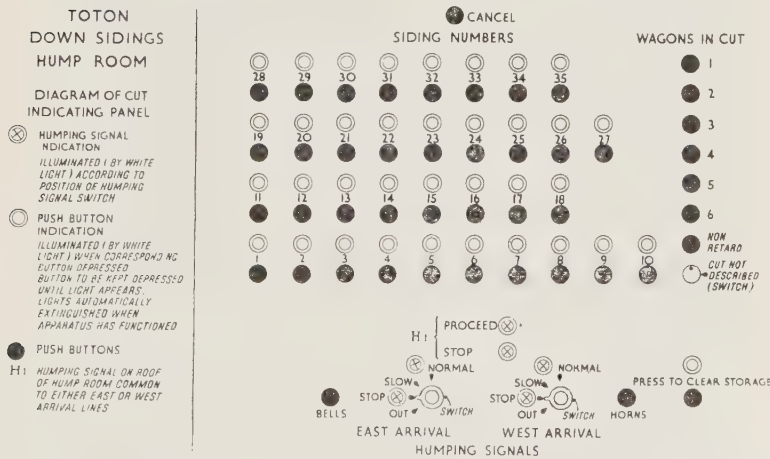 TOTON
DOWN SIDINGS
HUMP ROOM
DIAGRAM OF CUT
INDICATING PANEL
HUMPING SIGNAL
NDICATION
ILLUMINATED (BY WHITE
LIGHT) ACCORDING TO
POSITION OF HUMPING
SIGNAL SWITCH
PUSH BUTTON
INDICATION
ILLUMINATED (BY WHITE
LIGHT) WHEN CORRESPONDING
BUTTON DEPRESSED
BUTTON TO BE KEPT DEPRESSED
UNTIL LIGHT APPEARS.
LIGHTS AUTOMATICALLY
EXTINGUISHED WHEN
APPARATUS HAS FUNCTIONED
PUSH BUTTONS
H1 HUMPING SIGNAL ON ROOF
OF HUMP ROOM COMMON
TO EITHER EAST OR WEST
ARRIVAL LINES
CANCEL
SIDING NUMBERS
28 29 30 31 32 33 34 35
19 20 21 22 23 24 25 26 27
11 12 13 14 15 16 17 18
1 2 3 4 5 6 7 8 9 10
WAGONS IN CUT
1
2
3
4
5
6
NON
RETARD
CUT NOT
DESCRIBED
(SWITCH)
H1 PROCEED
STOP
NORMAL
SLOW
STOP
OUT
SWITCH
BELLS
EAST ARRIVAL
NORMAL
SLOW
STOP
OUT
SWITCH
HORNS
WEST ARRIVAL
HUMPING SIGNALS
PRESS TO CLEAR STORAGE